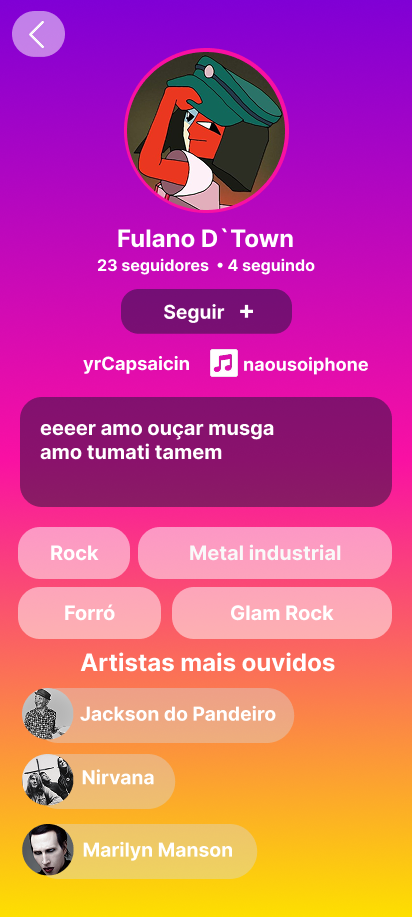 Fulano D`Town
23 seguidores • 4 seguindo
Seguir +
yrCapsaicin naousoiphone
eeeer amo ouçar musga
amo tumati tamem
Rock Metal industrial
Forró Glam Rock
Artistas mais ouvidos
Jackson do Pandeiro
Nirvana
Marilyn Manson